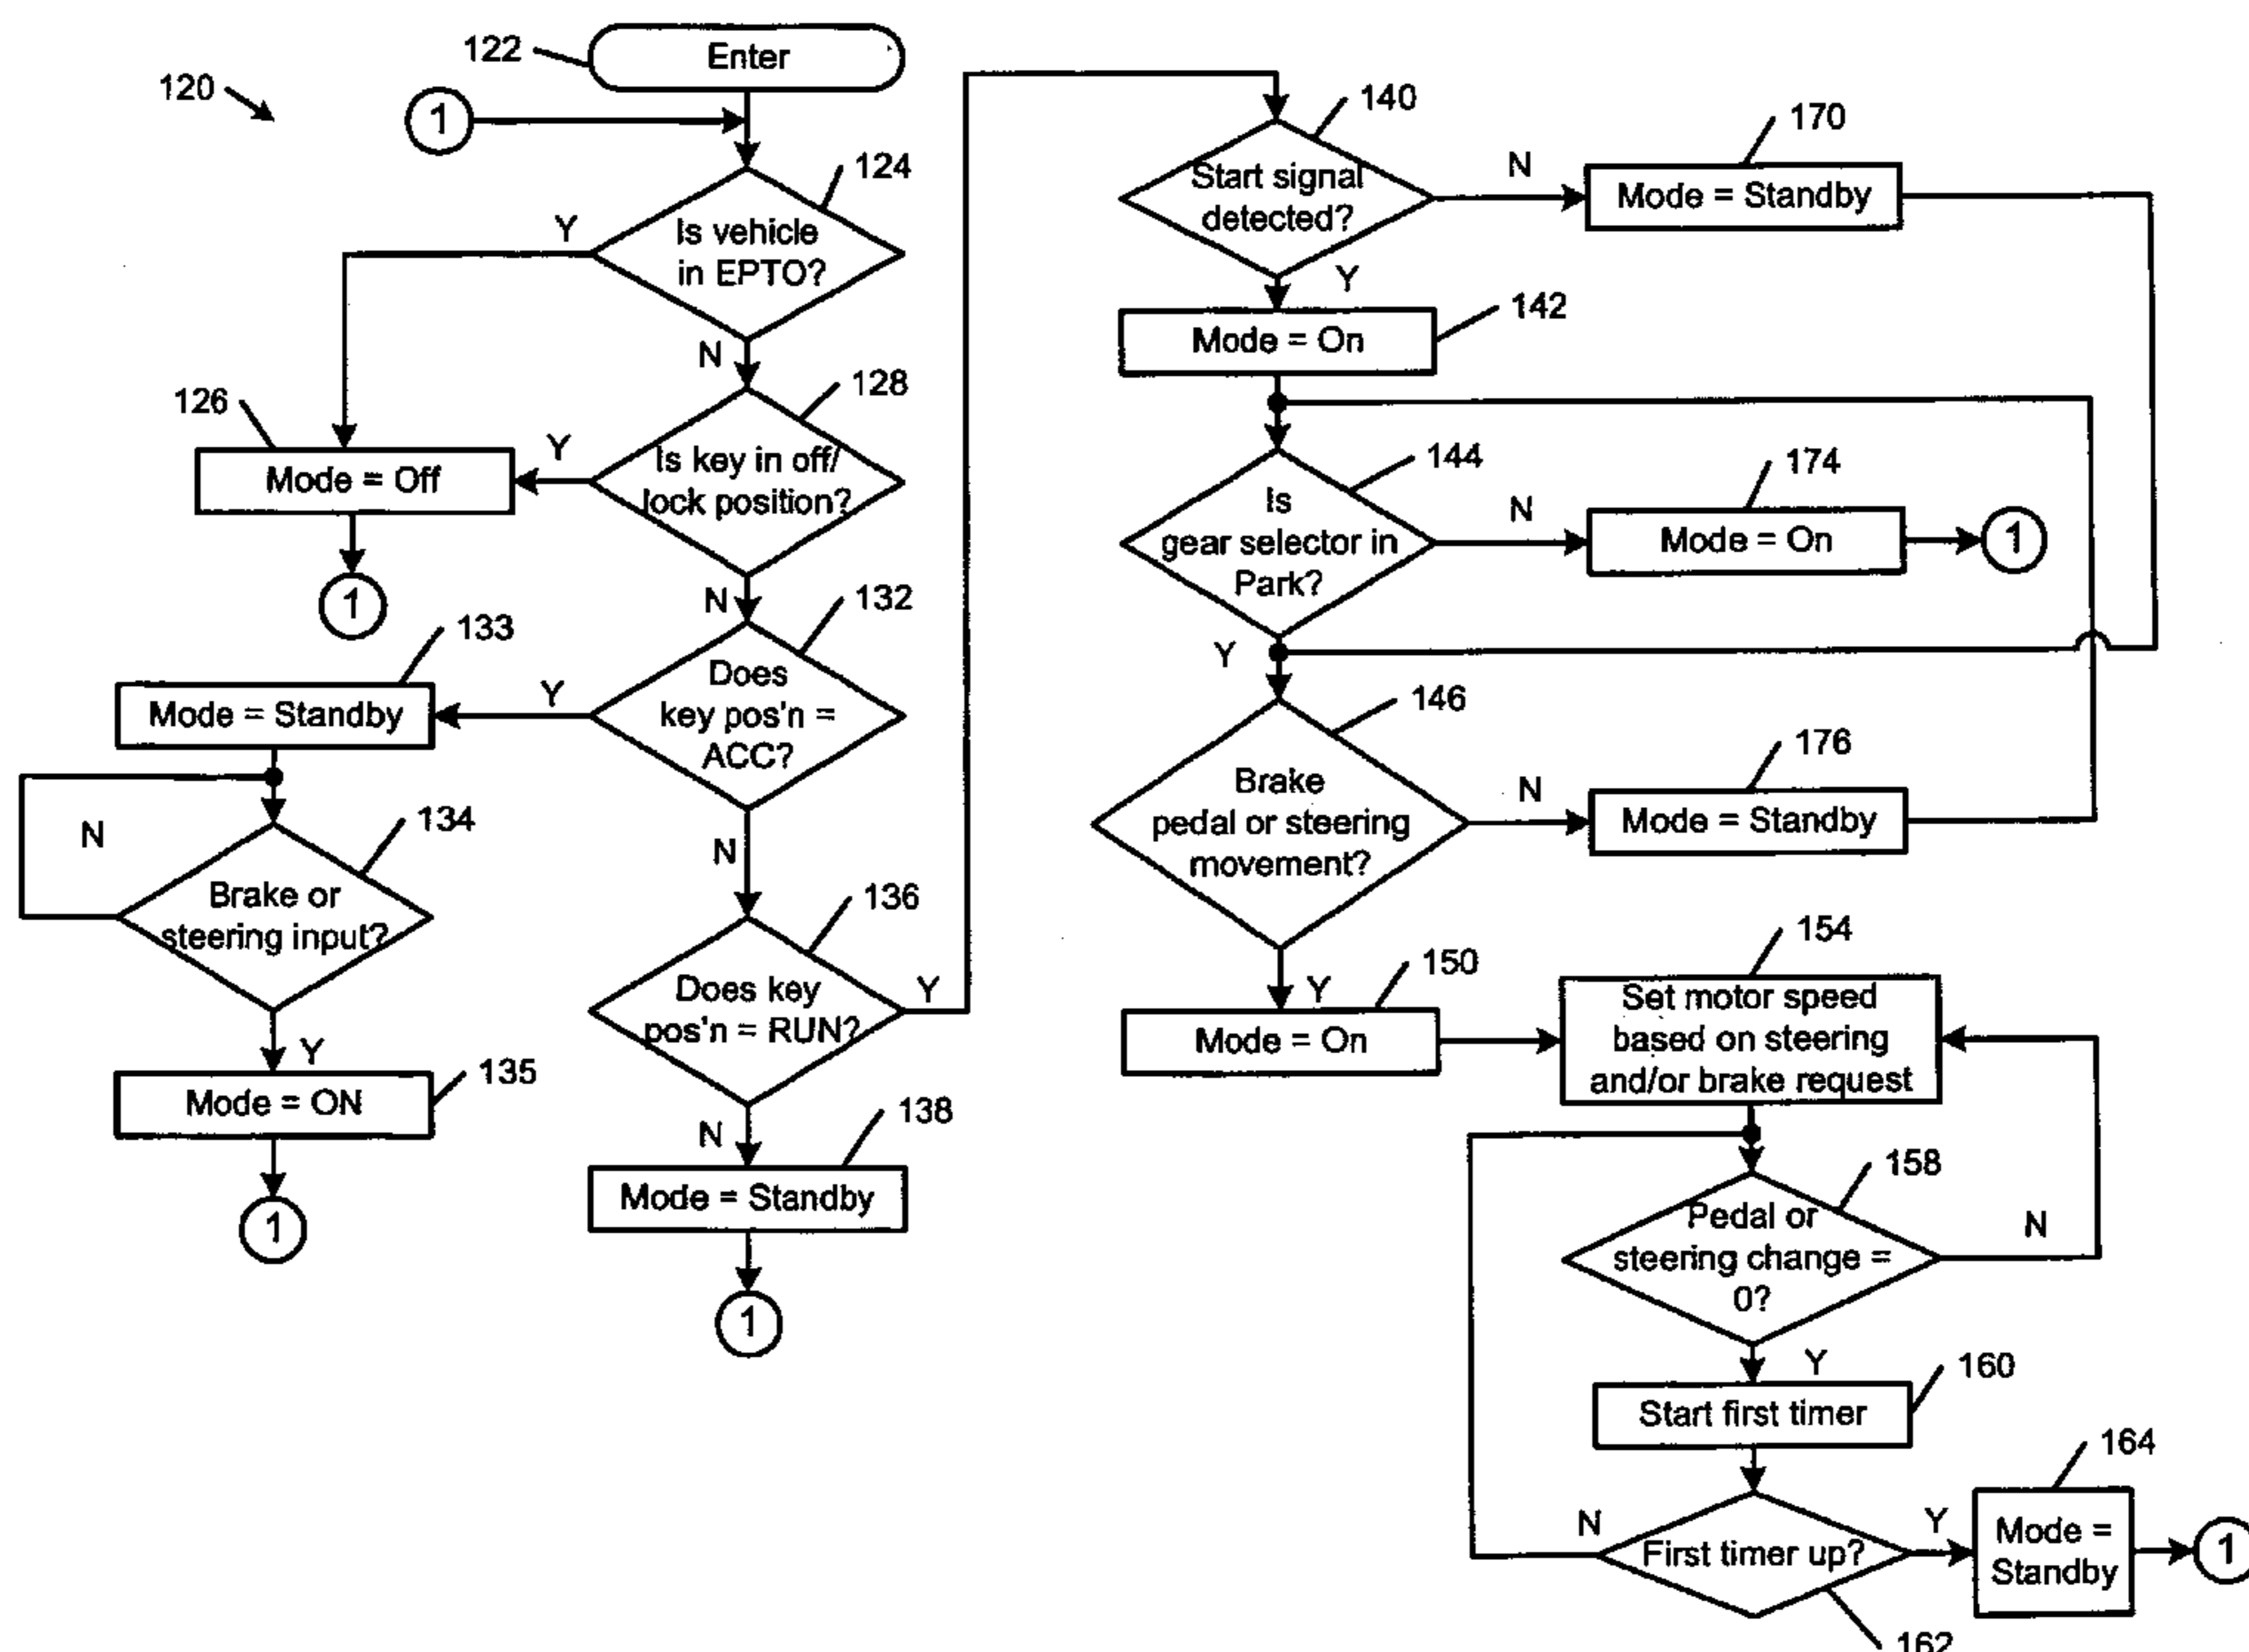 120
122
Enter
1
124
Y
Is vehicle
in EPTO?
N
126
Mode = Off
1
128
Y
Is key in off/
lock position?
N
132
Does
key pos'n =
ACC?
Y
N
133
Mode = Standby
134
N
Brake or
steering input?
Y
135
Mode = ON
1
136
Does key
pos'n = RUN?
Y
N
138
Mode = Standby
1
140
Start signal
detected?
N
Y
170
Mode = Standby
142
Mode = On
144
Is
gear selector in
Park?
N
Y
174
Mode = On
1
146
Brake
pedal or steering
movement?
N
Y
176
Mode = Standby
150
Mode = On
154
Set motor speed
based on steering
and/or brake request
158
Pedal or
steering change =
0?
N
Y
160
Start first timer
162
First timer up?
N
Y
164
Mode =
Standby
1